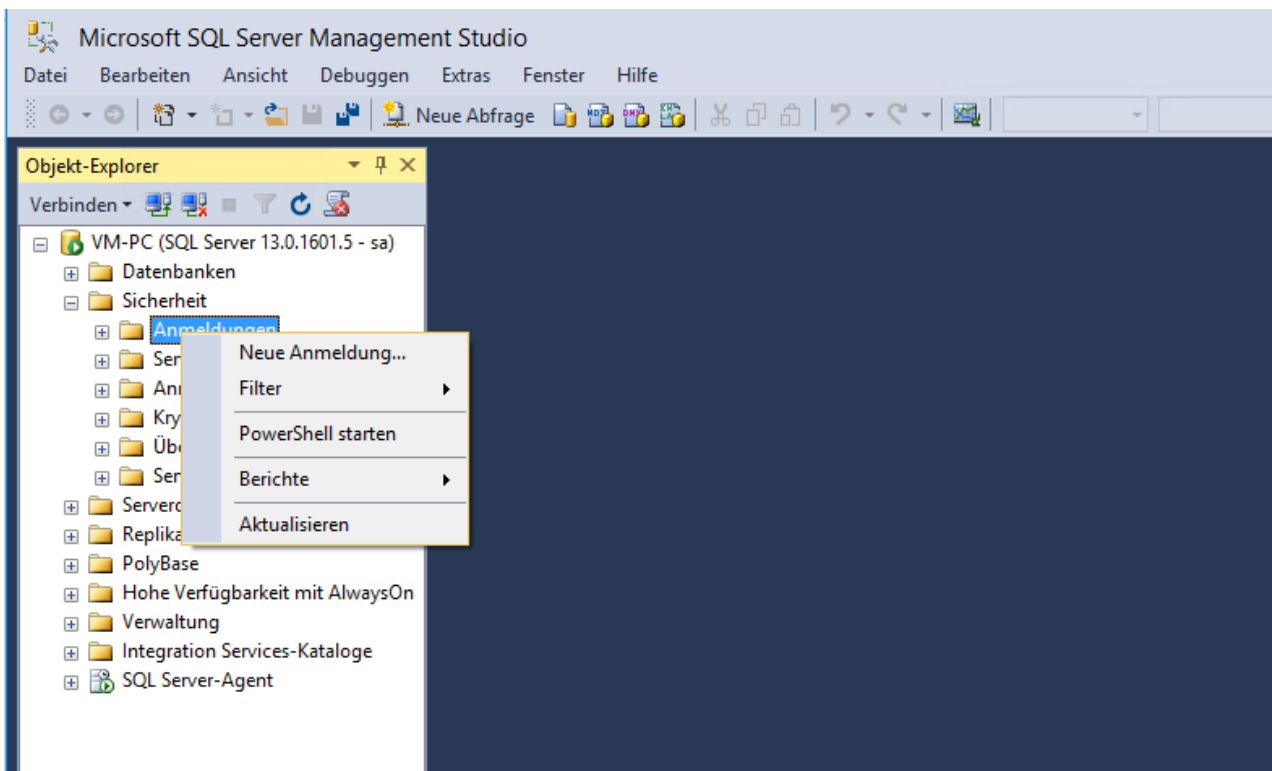 Microsoft SQL Server Management Studio
Datei Bearbeiten Ansicht Debuggen Extras Fenster Hilfe
Neue Abfrage
Objekt-Explorer
Verbinden
VM-PC (SQL Server 13.0.1601.5 - sa)
Datenbanken
Sicherheit
Anmeldungen
Neue Anmeldung...
Filter
PowerShell starten
Berichte
Aktualisieren
PolyBase
Hohe Verfügbarkeit mit AlwaysOn
Verwaltung
Integration Services-Kataloge
SQL Server-Agent